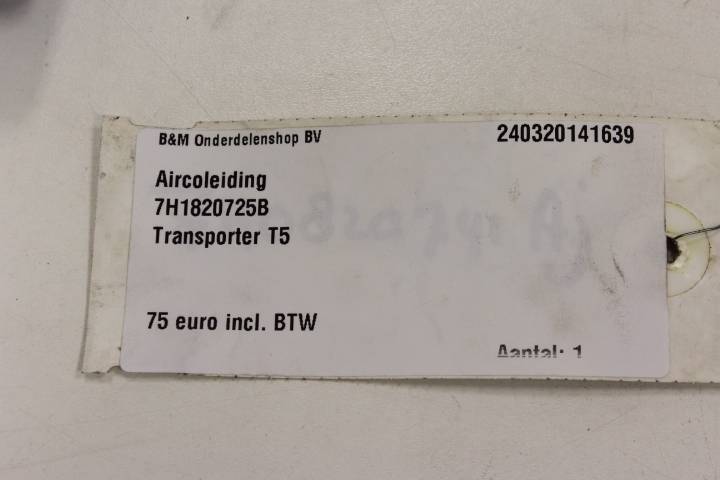 B&M Onderdelenshop BV 240320141639
Aircoleiding
7H1820725B
Transporter T5
75 euro incl. BTW
Aantal: 1